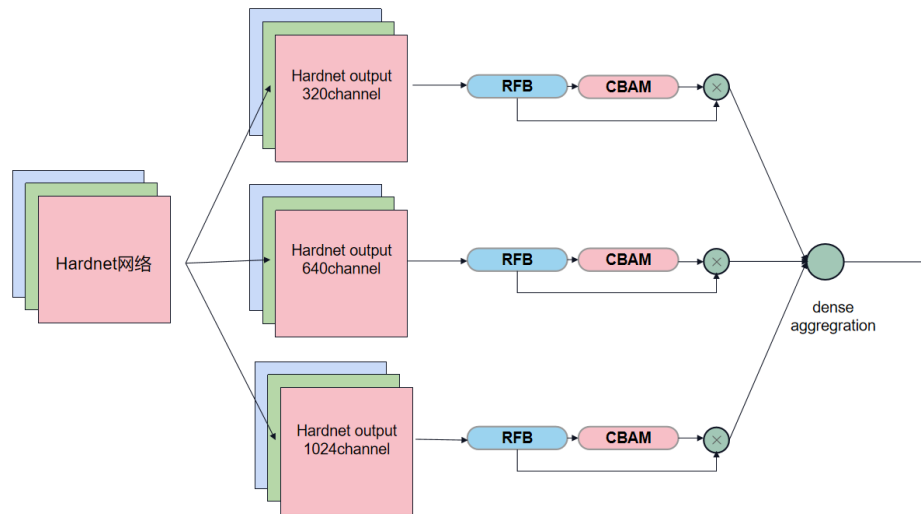 Hardnet网络
Hardnet output
320channel
RFB
CBAM
Hardnet output
640channel
RFB
CBAM
Hardnet output
1024channel
RFB
CBAM
dense
aggregration